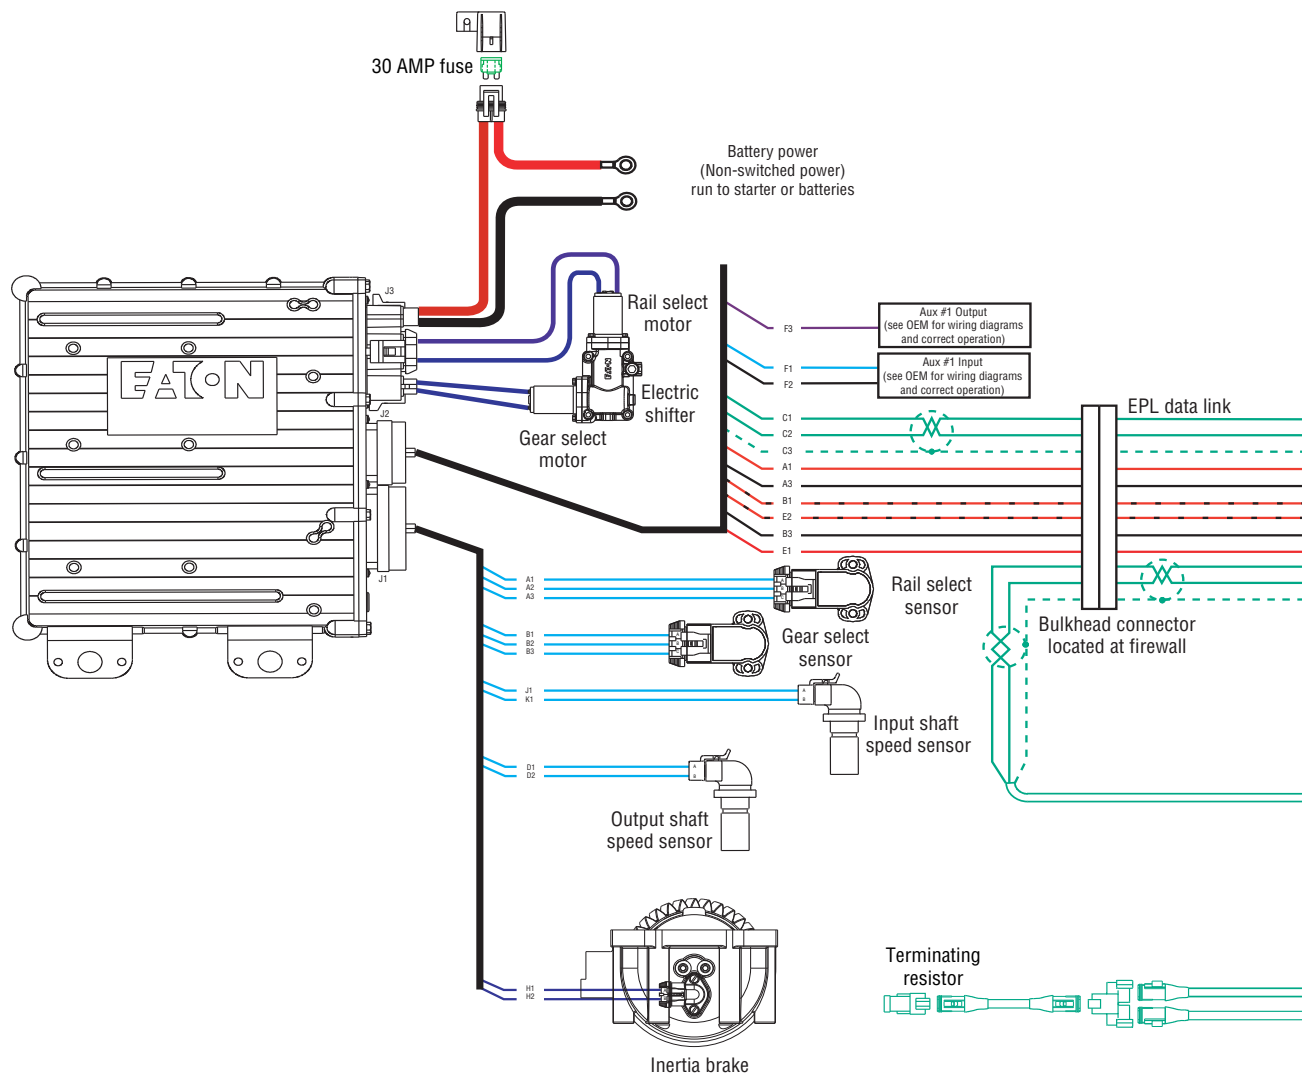 30 AMP fuse
Battery power
(Non-switched power)
run to starter or batteries
J3
Rail select
motor
EATON
EATON
Electric
shifter
Gear select
motor
J2
J1
F3
Aux #1 Output
(see OEM for wiring diagrams
and correct operation)
F1
F2
Aux #1 Input
(see OEM for wiring diagrams
and correct operation)
EPL data link
C1
C2
C3
A1
A3
B1
E2
B3
E1
Bulkhead connector
located at firewall
A1
A2
A3
Rail select
sensor
B1
B2
B3
Gear select
sensor
J1
K1
A
B
Input shaft
speed sensor
D1
D2
A
B
Output shaft
speed sensor
H1
H2
Inertia brake
Terminating
resistor